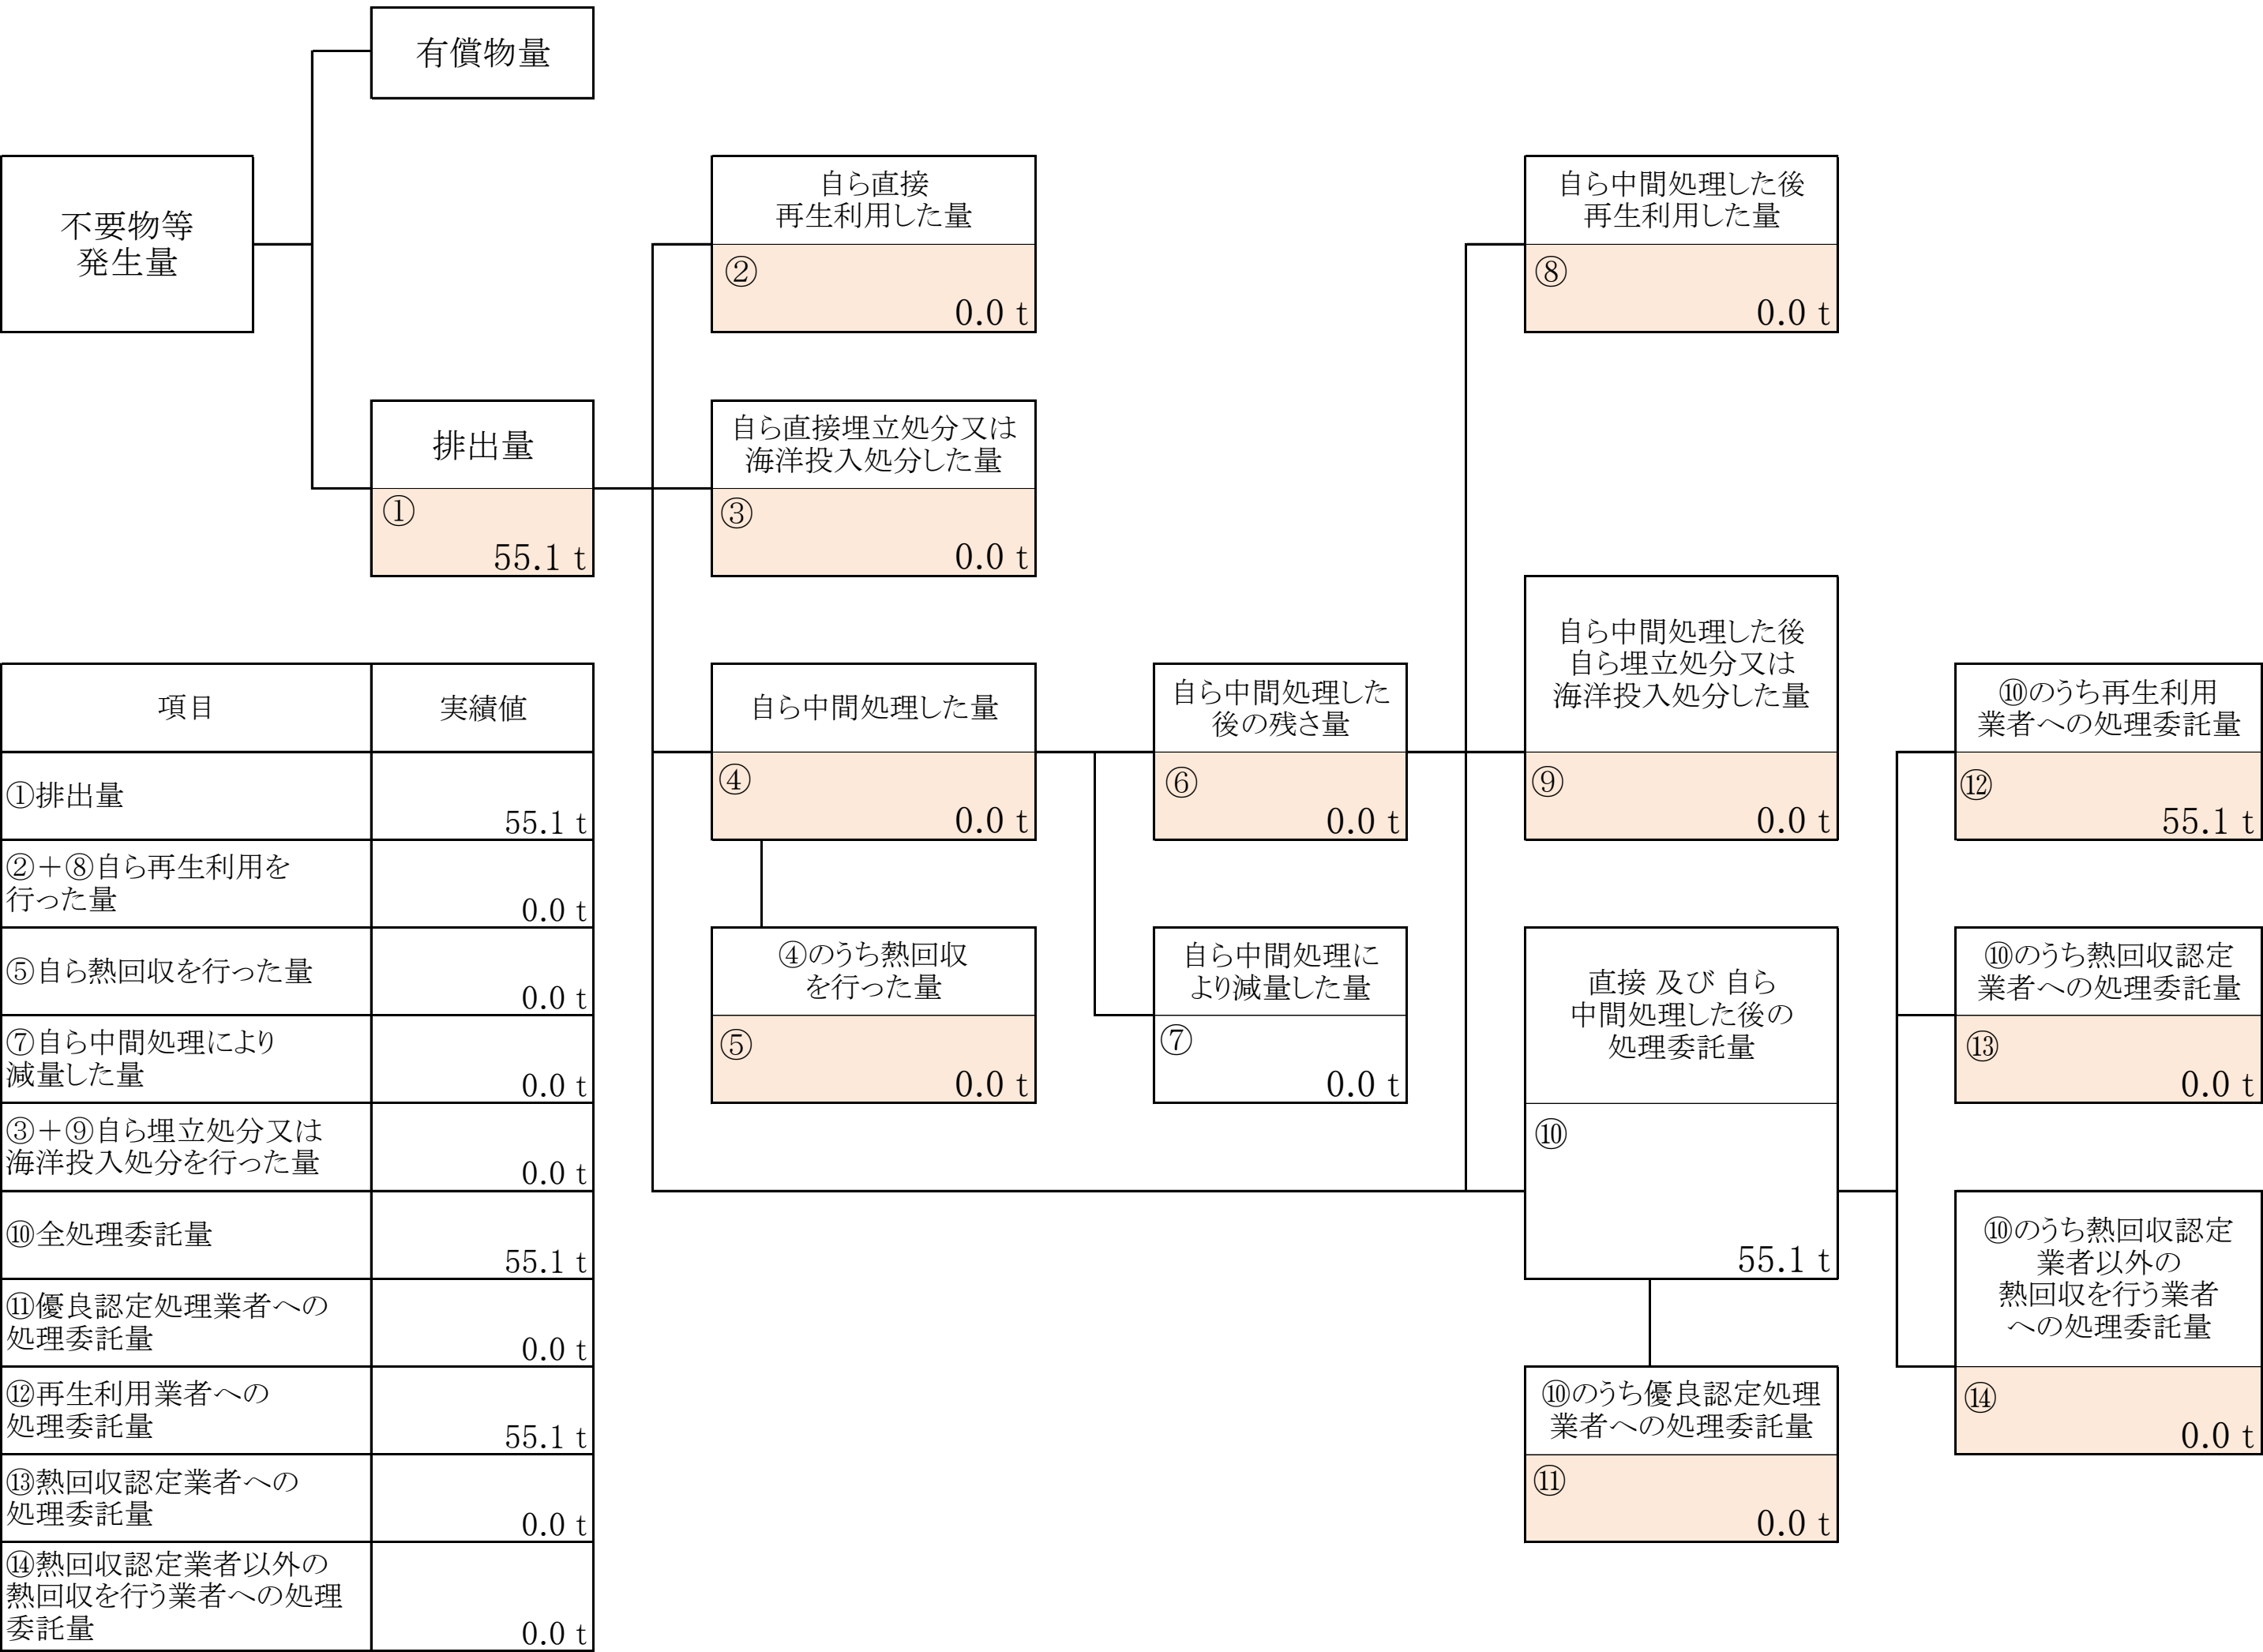 有償物量
不要物等
発生量
排出量
①
55.1 t
自ら直接
再生利用した量
②
0.0 t
自ら直接埋立処分又は
海洋投入処分した量
③
0.0 t
自ら中間処理した量
④
0.0 t
④のうち熱回収
を行った量
⑤
0.0 t
自ら中間処理した
後の残さ量
⑥
0.0 t
自ら中間処理に
より減量した量
⑦
0.0 t
自ら中間処理した後
再生利用した量
⑧
0.0 t
自ら中間処理した後
自ら埋立処分又は
海洋投入処分した量
⑨
0.0 t
直接 及び 自ら
中間処理した後の
処理委託量
⑩
55.1 t
⑩のうち優良認定処理
業者への処理委託量
⑪
0.0 t
⑩のうち再生利用
業者への処理委託量
⑫
55.1 t
⑩のうち熱回収認定
業者への処理委託量
⑬
0.0 t
⑩のうち熱回収認定
業者以外の
熱回収を行う業者
への処理委託量
⑭
0.0 t
項目 実績値
①排出量
55.1 t
②+⑧自ら再生利用を
行った量
0.0 t
⑤自ら熱回収を行った量
0.0 t
⑦自ら中間処理により
減量した量
0.0 t
③+⑨自ら埋立処分又は
海洋投入処分を行った量
0.0 t
⑩全処理委託量
55.1 t
⑪優良認定処理業者への
処理委託量
0.0 t
⑫再生利用業者への
処理委託量
55.1 t
⑬熱回収認定業者への
処理委託量
0.0 t
⑭熱回収認定業者以外の
熱回収を行う業者への処理
委託量
0.0 t